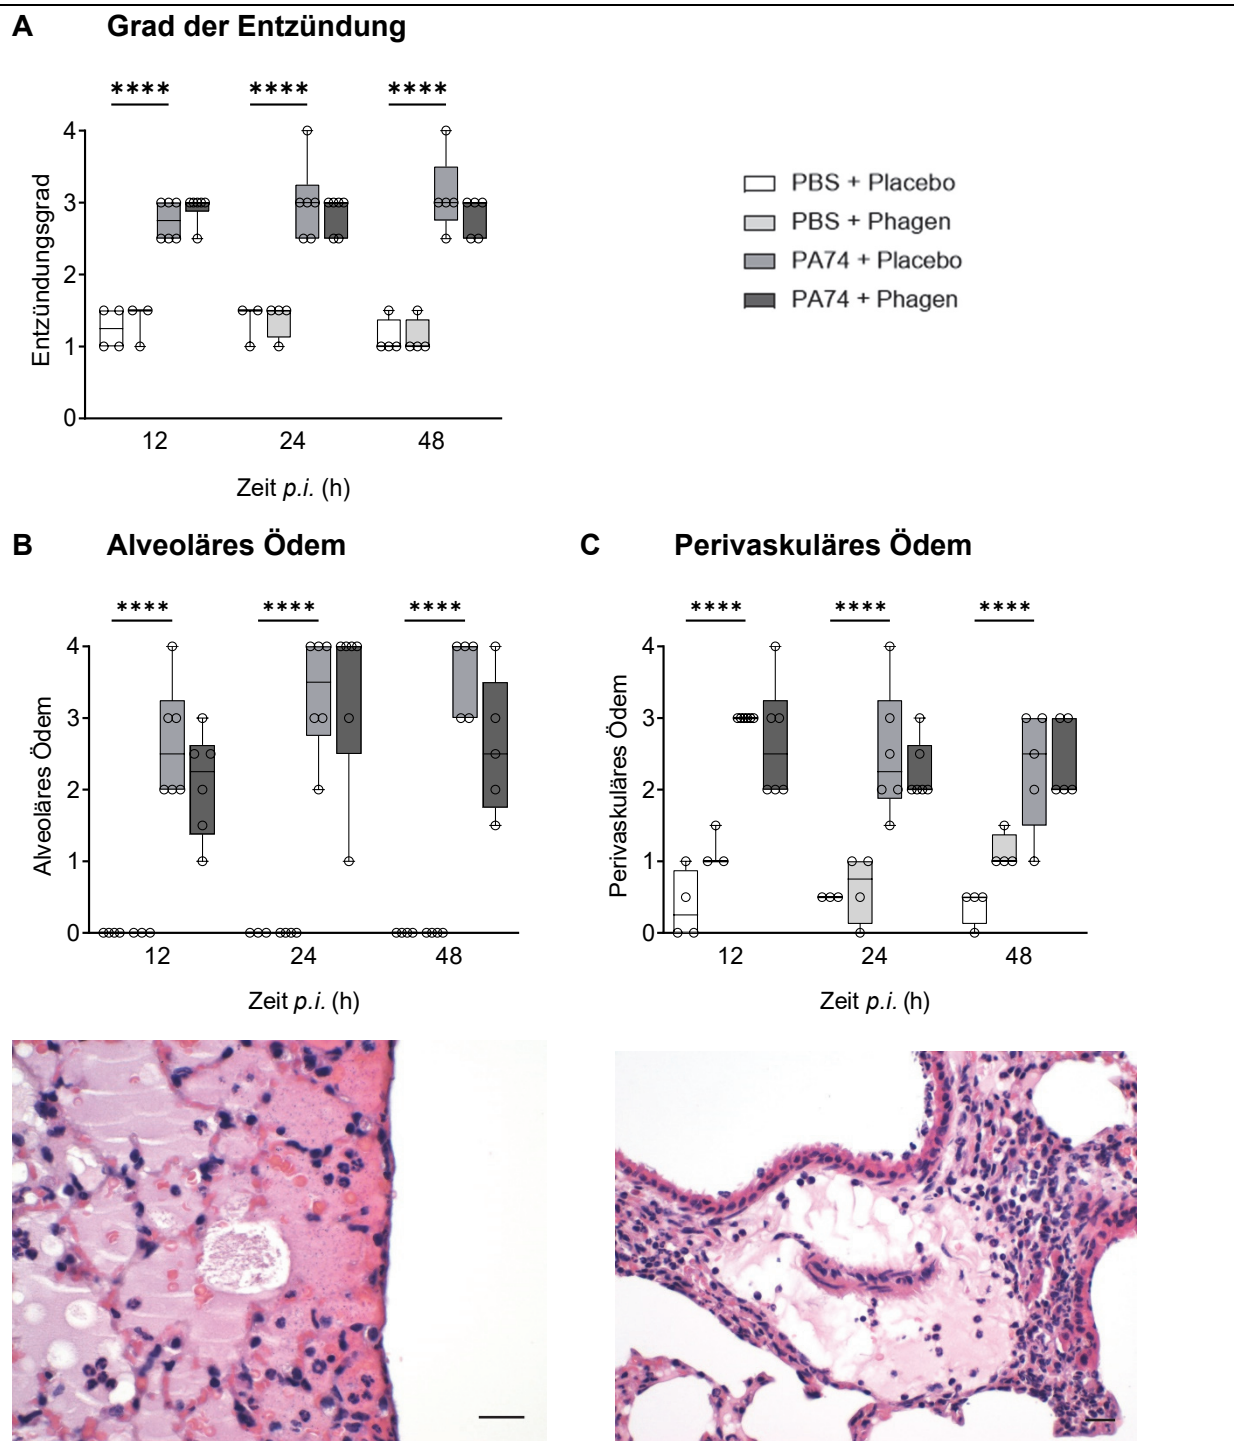 A Grad der Entzündung
**** **** ****
4
3
2
1
0
Entzündungsgrad
12 24 48
Zeit p.i. (h)
PBS + Placebo
PBS + Phagen
PA74 + Placebo
PA74 + Phagen
B Alveoläres Ödem
**** **** ****
4
3
2
1
0
Alveoläres Ödem
12 24 48
Zeit p.i. (h)
C Perivaskuläres Ödem
**** **** ****
4
3
2
1
0
Perivaskuläres Ödem
12 24 48
Zeit p.i. (h)